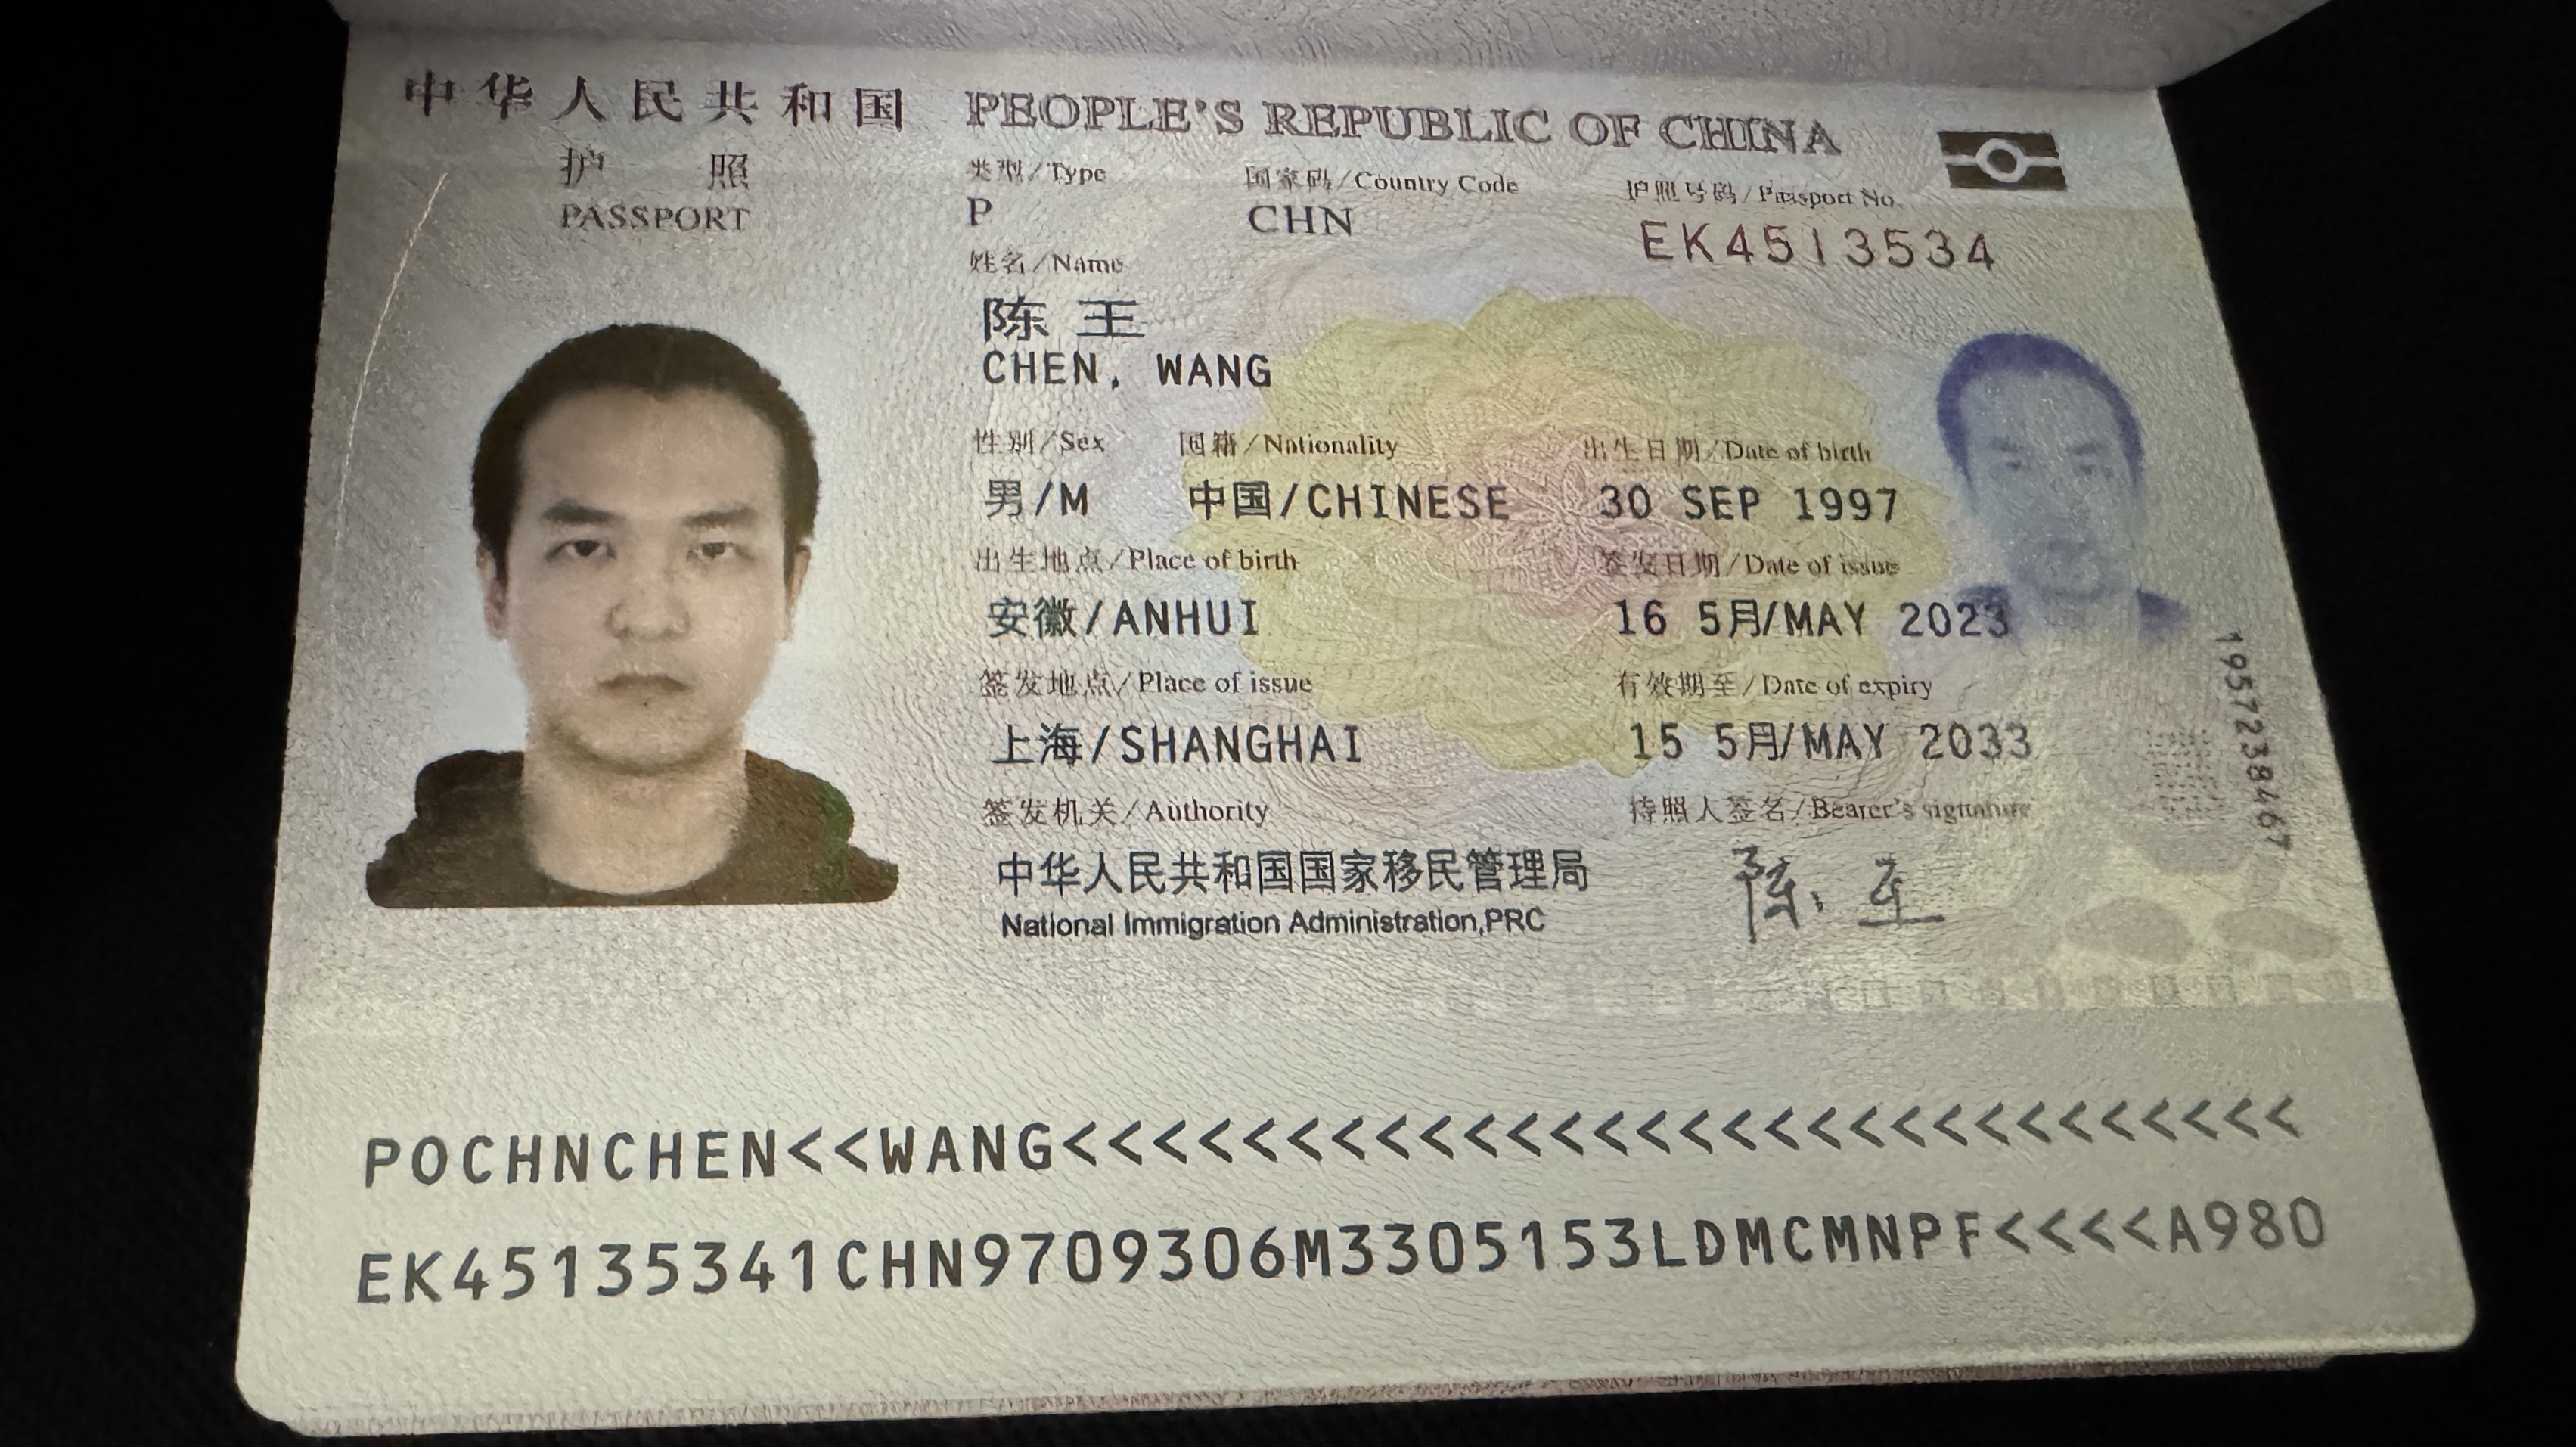 中华人民共和国 PEOPLE'S REPUBLIC OF CHINA
护照 类型/Type 国家码/Country Code 护照号码/Passport No.
PASSPORT P CHN EK4513534
姓名/Name
陈 王
CHEN, WANG
性别/Sex 国籍/Nationality 出生日期/Date of birth
男/M 中国/CHINESE 30 SEP 1997
出生地点/Place of birth 签发日期/Date of issue
安徽/ANHUI 16 5月/MAY 2023
签发地点/Place of issue 有效期至/Date of expiry
上海/SHANGHAI 15 5月/MAY 2033
签发机关/Authority 持照人签名/Bearer's signature
中华人民共和国国家移民管理局 陈 王
National Immigration Administration,PRC
19572338467
POCHNCHEN<<WANG<<<<<<<<<<<<<<<<<<<<<<<<<<<<<
EK45135341CHN9709306M3305153LDMCMNPF<<<<A980